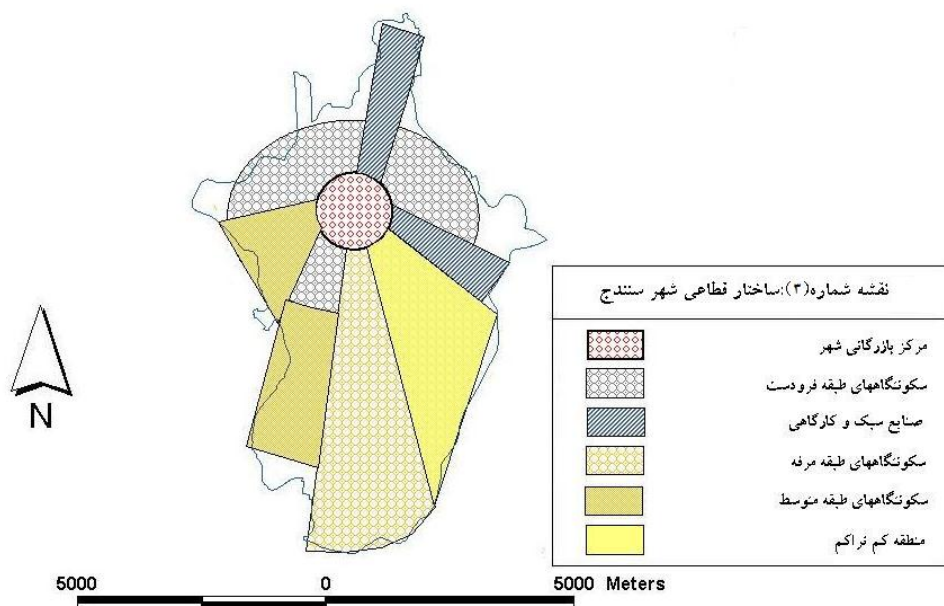 نقشه شماره(۳):ساختار قطاعی شهر سنندج
مرکز بازرگانی شهر
سکونتگاههای طبقه فرودست
صنایع سبک و کارگاهی
سکونتگاههای طبقه مرفه
سکونتگاههای طبقه متوسط
منطقه کم تراکم
N
5000 0 5000 Meters